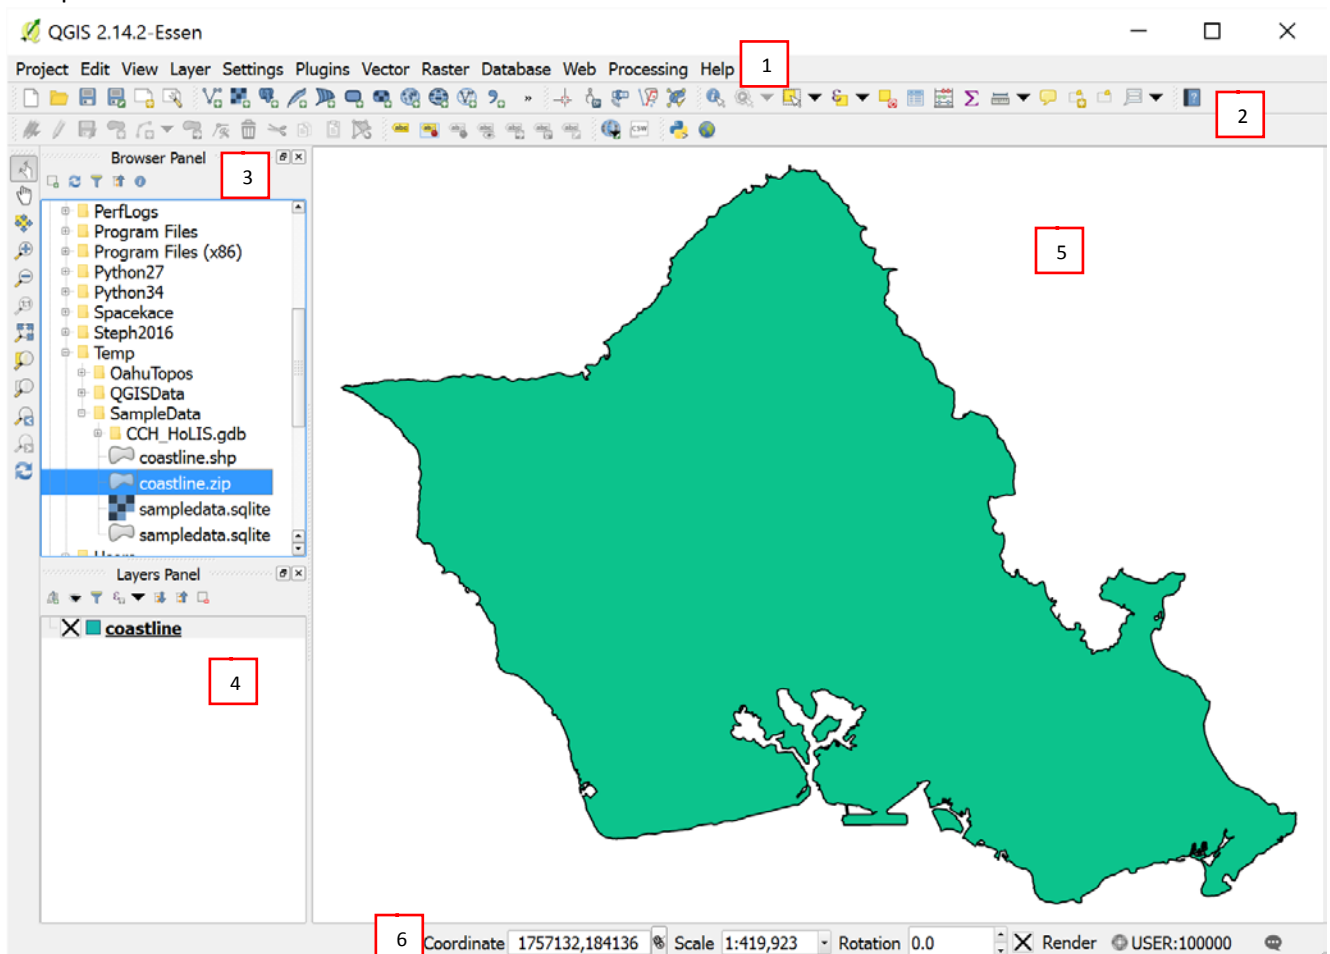 QGIS 2.14.2-Essen
Project Edit View Layer Settings Plugins Vector Raster Database Web Processing Help
1
2
Browser Panel
3
PerfLogs
Program Files
Program Files (x86)
Python27
Python34
Spacekace
Steph2016
Temp
OahuTopos
QGISData
SampleData
CCH_HoLIS.gdb
coastline.shp
coastline.zip
sampledata.sqlite
sampledata.sqlite
Layers Panel
coastline
4
5
6
Coordinate 1757132,184136 Scale 1:419,923 Rotation 0.0 Render USER:100000